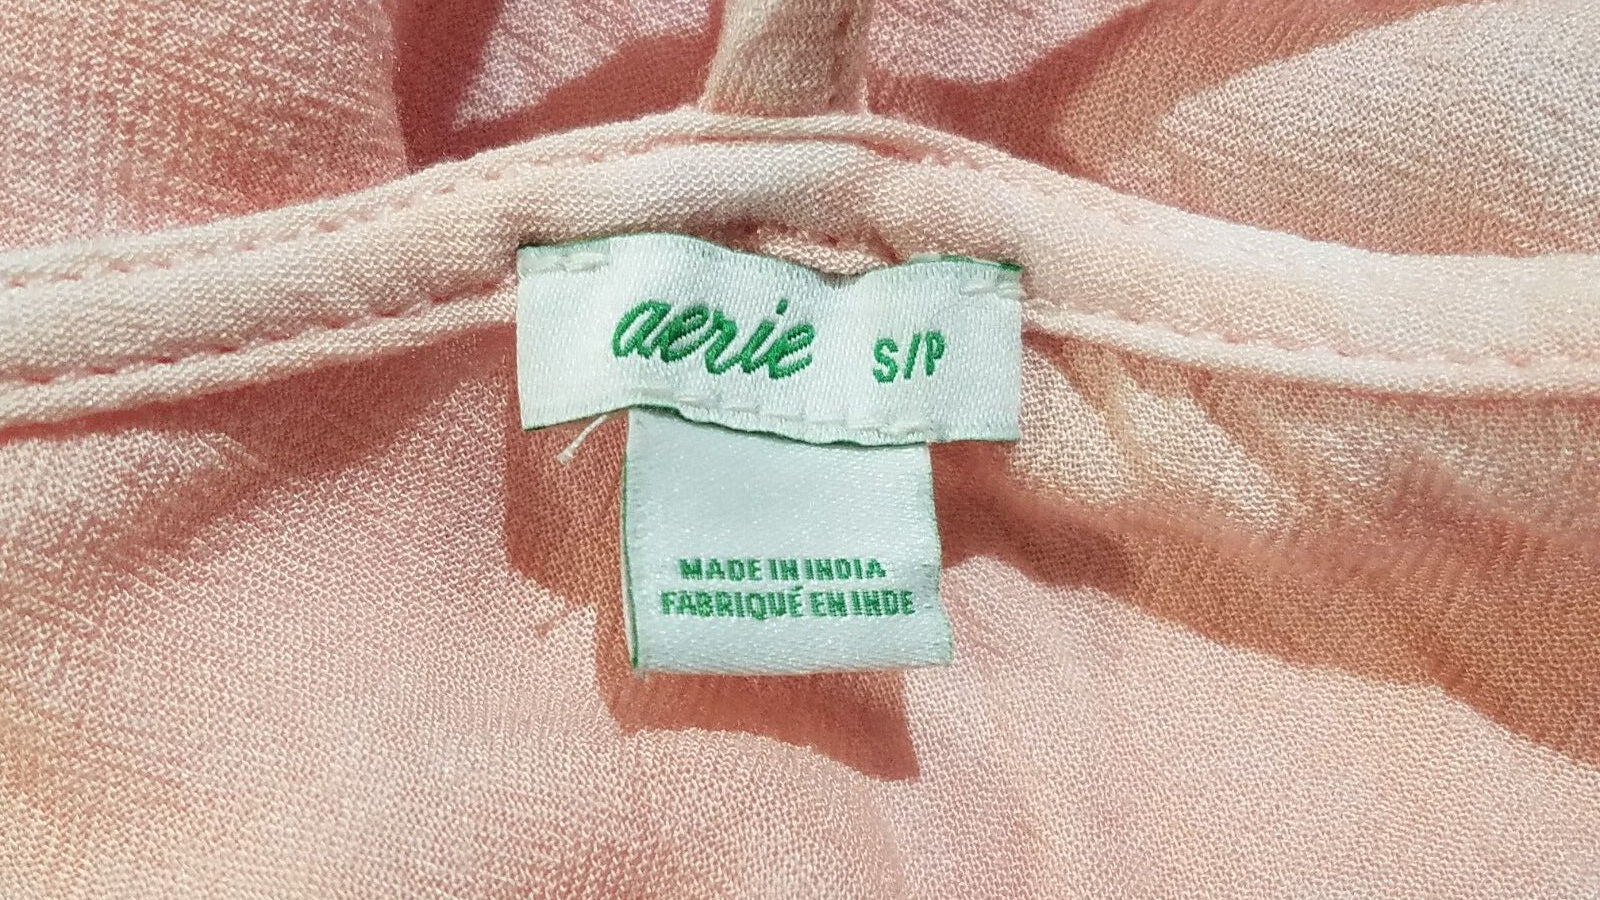 aerie S/P
MADE IN INDIA
FABRIQUÉ EN INDE